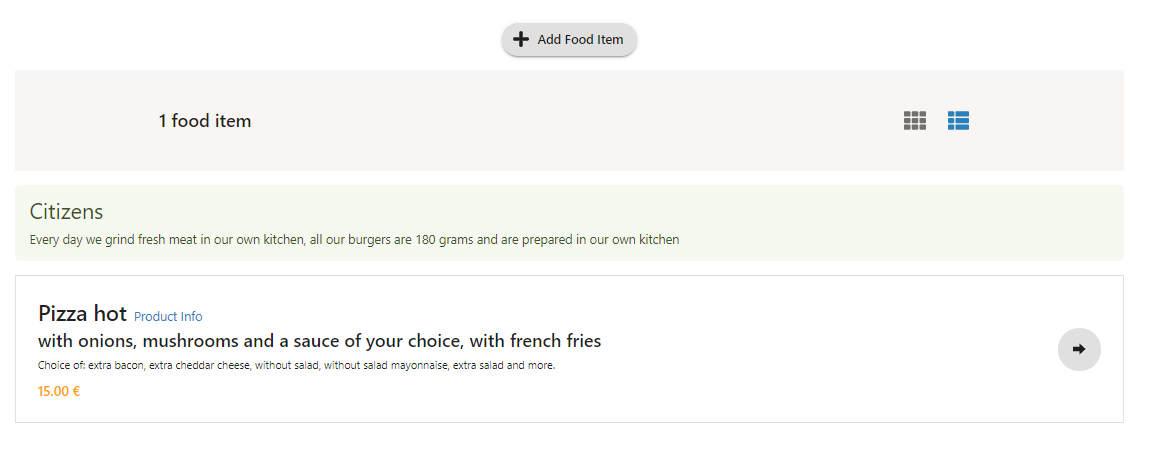 Add Food Item
1 food item
Citizens
Every day we grind fresh meat in our own kitchen, all our burgers are 180 grams and are prepared in our own kitchen
Pizza hot Product Info
with onions, mushrooms and a sauce of your choice, with french fries
Choice of: extra bacon, extra cheddar cheese, without salad, without salad mayonnaise, extra salad and more.
15.00 €